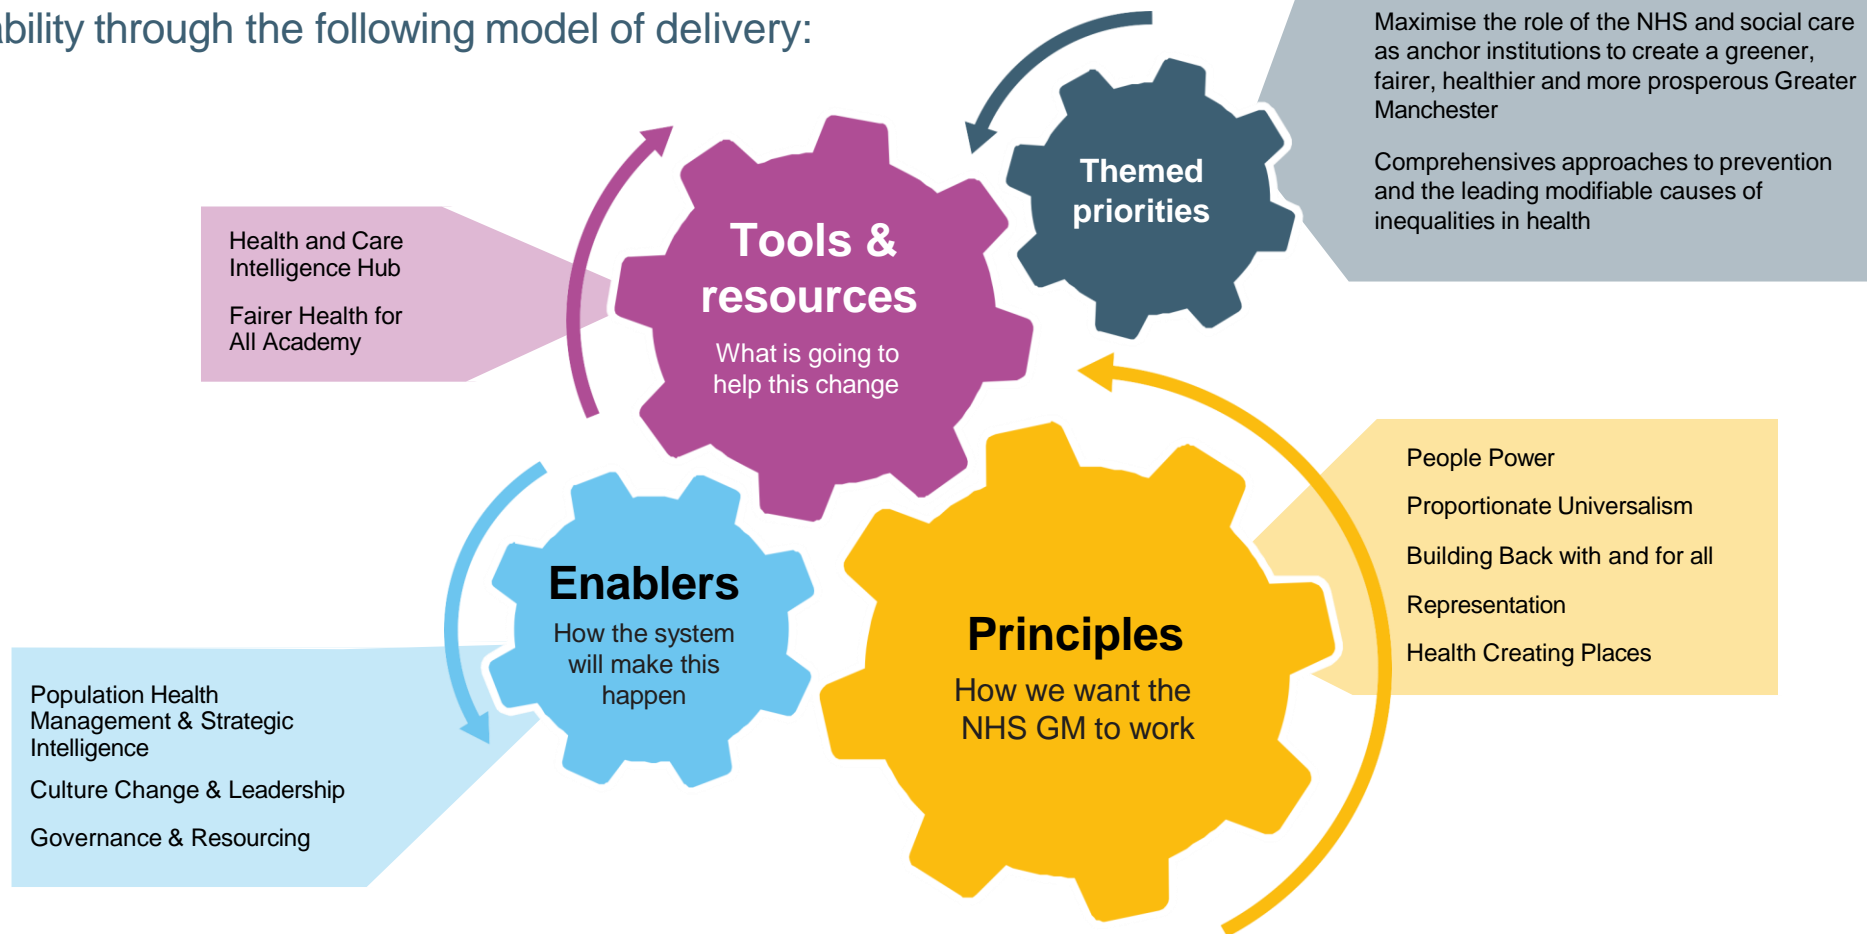 ability through the following model of delivery:
Maximise the role of the NHS and social care
as anchor institutions to create a greener,
fairer, healthier and more prosperous Greater
Manchester
Comprehensives approaches to prevention
and the leading modifiable causes of
inequalities in health
Themed
priorities
Tools &
resources
What is going to
help this change
Health and Care
Intelligence Hub
Fairer Health for
All Academy
People Power
Proportionate Universalism
Building Back with and for all
Representation
Health Creating Places
Enablers
How the system
will make this
happen
Principles
How we want the
NHS GM to work
Population Health
Management & Strategic
Intelligence
Culture Change & Leadership
Governance & Resourcing